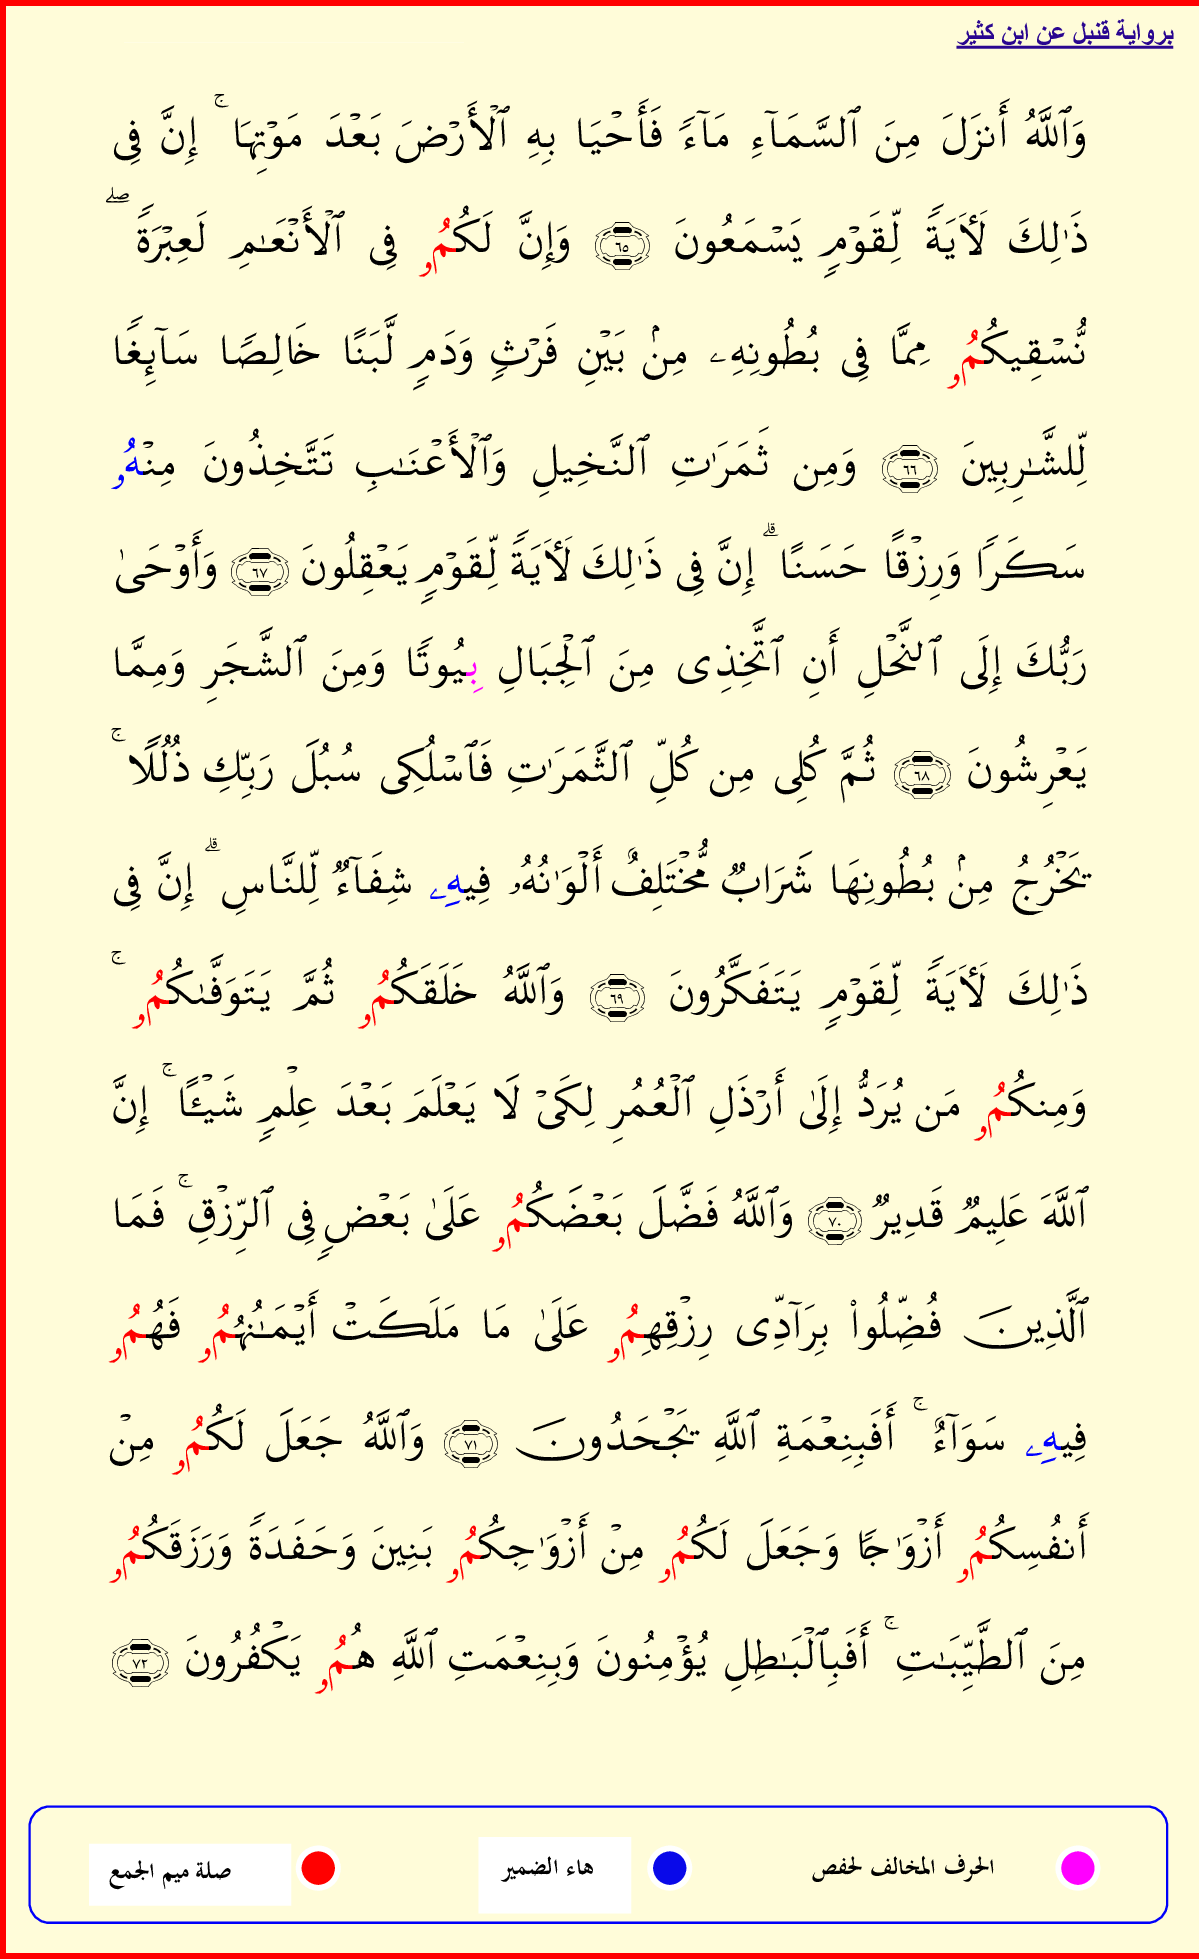 برواية قنبل عن ابن كثير
وَٱللَّهُ أَنزَلَ مِنَ ٱلسَّمَآءِ مَآءً فَأَحْيَا بِهِ ٱلْأَرْضَ بَعْدَ مَوْتِهَا ۚ إِنَّ فِى
ذَٰلِكَ لَأٓيَةً لِّقَوْمٍ يَسْمَعُونَ ٦٥ وَإِنَّ لَكُمُۥ فِى ٱلْأَنْعَـٰمِ لَعِبْرَةً ۖ
نُّسْقِيكُمُۥ مِمَّا فِى بُطُونِهِۦ مِنۢ بَيْنِ فَرْثٍ وَدَمٍ لَّبَنًا خَالِصًا سَآئِغًا
لِّلشَّـٰرِبِينَ ٦٦ وَمِن ثَمَرَٰتِ ٱلنَّخِيلِ وَٱلْأَعْنَـٰبِ تَتَّخِذُونَ مِنْهُۥ
سَكَرًا وَرِزْقًا حَسَنًا ۗ إِنَّ فِى ذَٰلِكَ لَأٓيَةً لِّقَوْمٍ يَعْقِلُونَ ٦٧ وَأَوْحَىٰ
رَبُّكَ إِلَى ٱلنَّحْلِ أَنِ ٱتَّخِذِى مِنَ ٱلْجِبَالِ بِيُوتًا وَمِنَ ٱلشَّجَرِ وَمِمَّا
يَعْرِشُونَ ٦٨ ثُمَّ كُلِى مِن كُلِّ ٱلثَّمَرَٰتِ فَٱسْلُكِى سُبُلَ رَبِّكِ ذُلُلًا ۚ
يَخْرُجُ مِنۢ بُطُونِهَا شَرَابٌ مُّخْتَلِفٌ أَلْوَٰنُهُۥ فِيهِۦ شِفَآءٌ لِّلنَّاسِ ۗ إِنَّ فِى
ذَٰلِكَ لَأٓيَةً لِّقَوْمٍ يَتَفَكَّرُونَ ٦٩ وَٱللَّهُ خَلَقَكُمُۥ ثُمَّ يَتَوَفَّىٰكُمُۥ ۚ
وَمِنكُمُۥ مَن يُرَدُّ إِلَىٰ أَرْذَلِ ٱلْعُمُرِ لِكَىْ لَا يَعْلَمَ بَعْدَ عِلْمٍ شَيْـًٔا ۚ إِنَّ
ٱللَّهَ عَلِيمٌ قَدِيرٌ ٧٠ وَٱللَّهُ فَضَّلَ بَعْضَكُمُۥ عَلَىٰ بَعْضٍ فِى ٱلرِّزْقِ ۚ فَمَا
ٱلَّذِينَ فُضِّلُوا۟ بِرَآدِّى رِزْقِهِمُۥ عَلَىٰ مَا مَلَكَتْ أَيْمَـٰنُهُمُۥ فَهُمُۥ
فِيهِۦ سَوَآءٌ ۚ أَفَبِنِعْمَةِ ٱللَّهِ يَجْحَدُونَ ٧١ وَٱللَّهُ جَعَلَ لَكُمُۥ مِنْ
أَنفُسِكُمُۥ أَزْوَٰجًا وَجَعَلَ لَكُمُۥ مِنْ أَزْوَٰجِكُمُۥ بَنِينَ وَحَفَدَةً وَرَزَقَكُمُۥ
مِنَ ٱلطَّيِّبَـٰتِ ۚ أَفَبِٱلْبَـٰطِلِ يُؤْمِنُونَ وَبِنِعْمَتِ ٱللَّهِ هُمُۥ يَكْفُرُونَ ٧٢
الحرف المخالف لحفص هاء الضمير صلة ميم الجمع